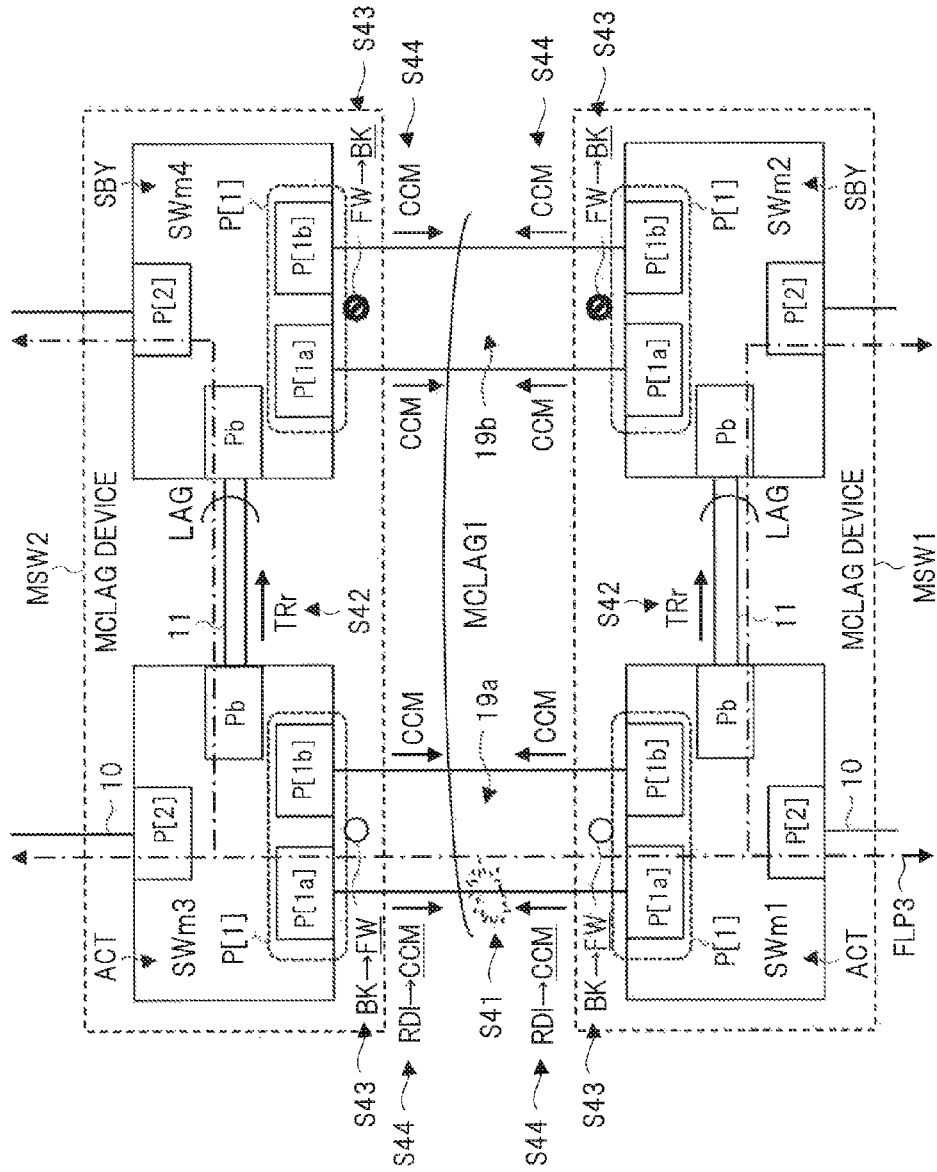 MSW2
MCLAG DEVICE
ACT
10
SBY
SWm3
P[2]
11
LAG
P[2]
SWm4
Pb
Pb
P[1]
TRr
P[1]
P[1a]
P[1b]
S42
P[1a]
P[1b]
S43
BK→FW
FW→BK
S43
S44
RDI→CCM
CCM
CCM
CCM
S44
S41
19a
MCLAG1
19b
S44
RDI→CCM
CCM
CCM
CCM
S44
S43
BK→FW
FW→BK
S43
P[1a]
P[1b]
S42
P[1a]
P[1b]
P[1]
TRr
P[1]
Pb
Pb
SWm1
P[2]
11
LAG
P[2]
SWm2
ACT
10
SBY
MCLAG DEVICE
FLP3
MSW1